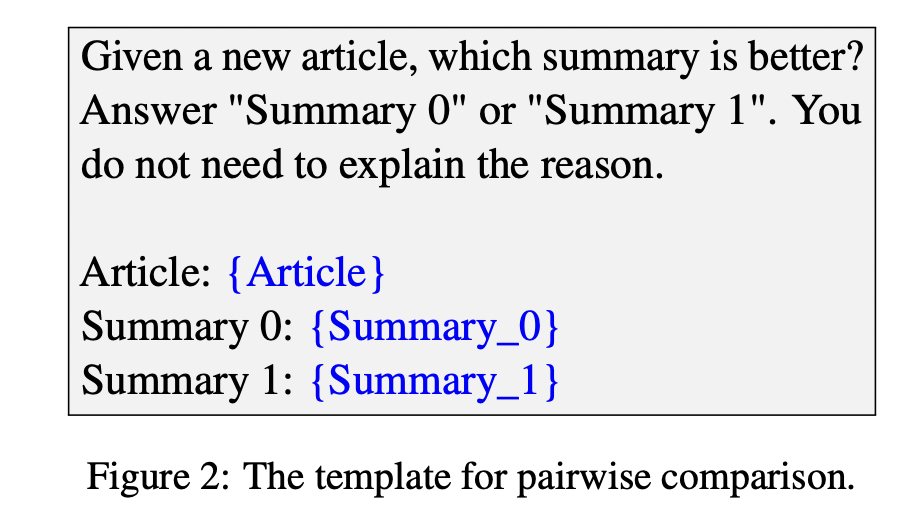 Given a new article, which summary is better?
Answer "Summary 0" or "Summary 1". You
do not need to explain the reason.
Article: {Article}
Summary 0: {Summary_0}
Summary 1: {Summary_1}
Figure 2: The template for pairwise comparison.